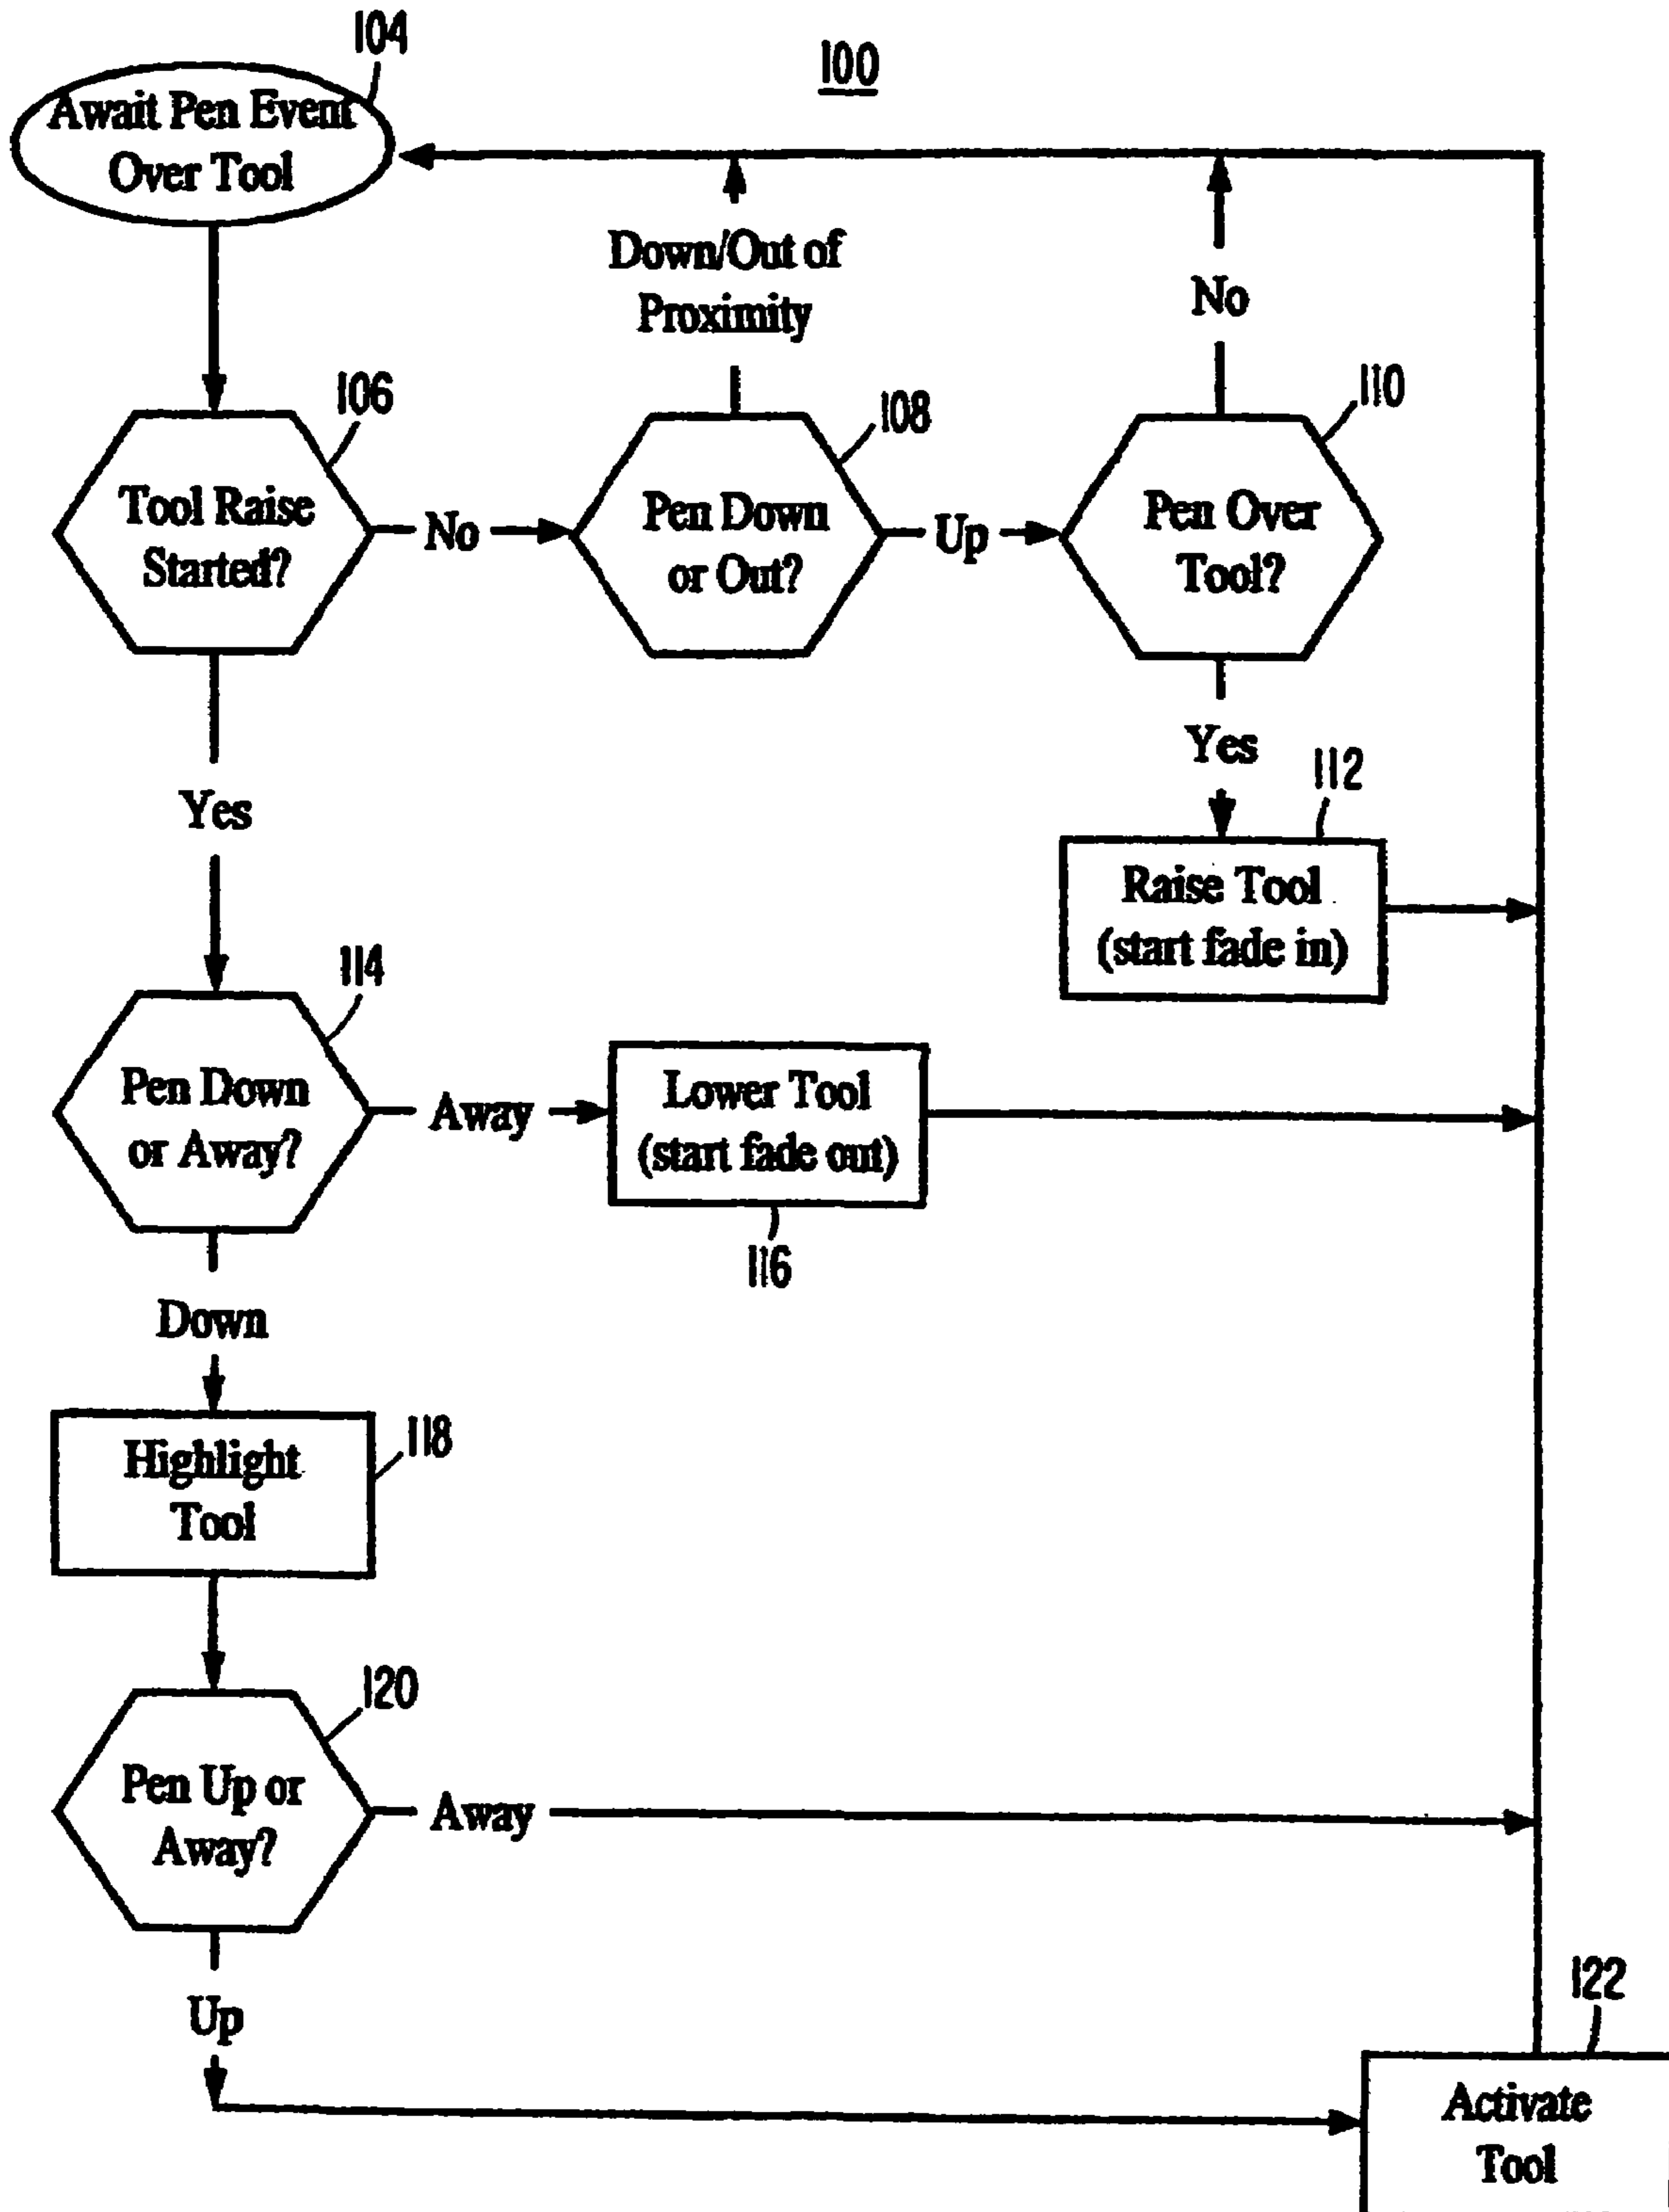 104
100
Await Pen Event
Over Tool
Down/Out of
Proximity
No
106
108
110
Tool Raise
Started?
No
Pen Down
or Out?
Up
Pen Over
Tool?
Yes
112
Yes
Raise Tool
(start fade in)
114
Pen Down
or Away?
Away
Lower Tool
(start fade out)
116
Down
118
Highlight
Tool
120
Pen Up or
Away?
Away
122
Up
Activate
Tool